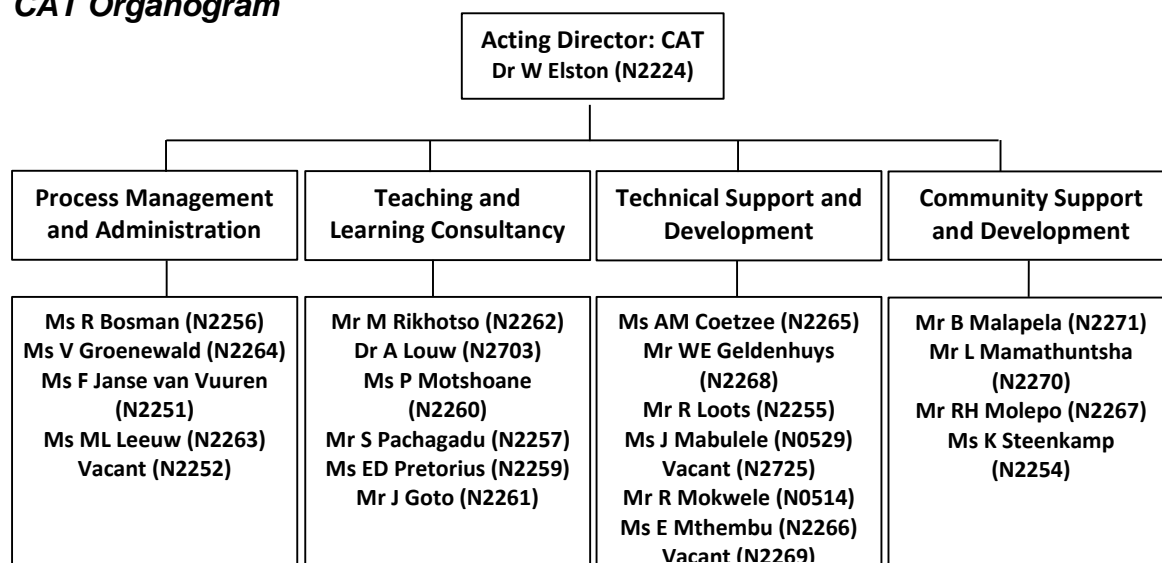 CAT Organogram
Acting Director: CAT
Dr W Elston (N2224)
Process Management
and Administration
Ms R Bosman (N2256)
Ms V Groenewald (N2264)
Ms F Janse van Vuuren
(N2251)
Ms ML Leeuw (N2263)
Vacant (N2252)
Teaching and
Learning Consultancy
Mr M Rikhotso (N2262)
Dr A Louw (N2703)
Ms P Motshoane
(N2260)
Mr S Pachagadu (N2257)
Ms ED Pretorius (N2259)
Mr J Goto (N2261)
Technical Support and
Development
Ms AM Coetzee (N2265)
Mr WE Geldenhuys
(N2268)
Mr R Loots (N2255)
Ms J Mabulele (N0529)
Vacant (N2725)
Mr R Mokwele (N0514)
Ms E Mthembu (N2266)
Vacant (N2269)
Community Support
and Development
Mr B Malapela (N2271)
Mr L Mamathuntsha
(N2270)
Mr RH Molepo (N2267)
Ms K Steenkamp
(N2254)